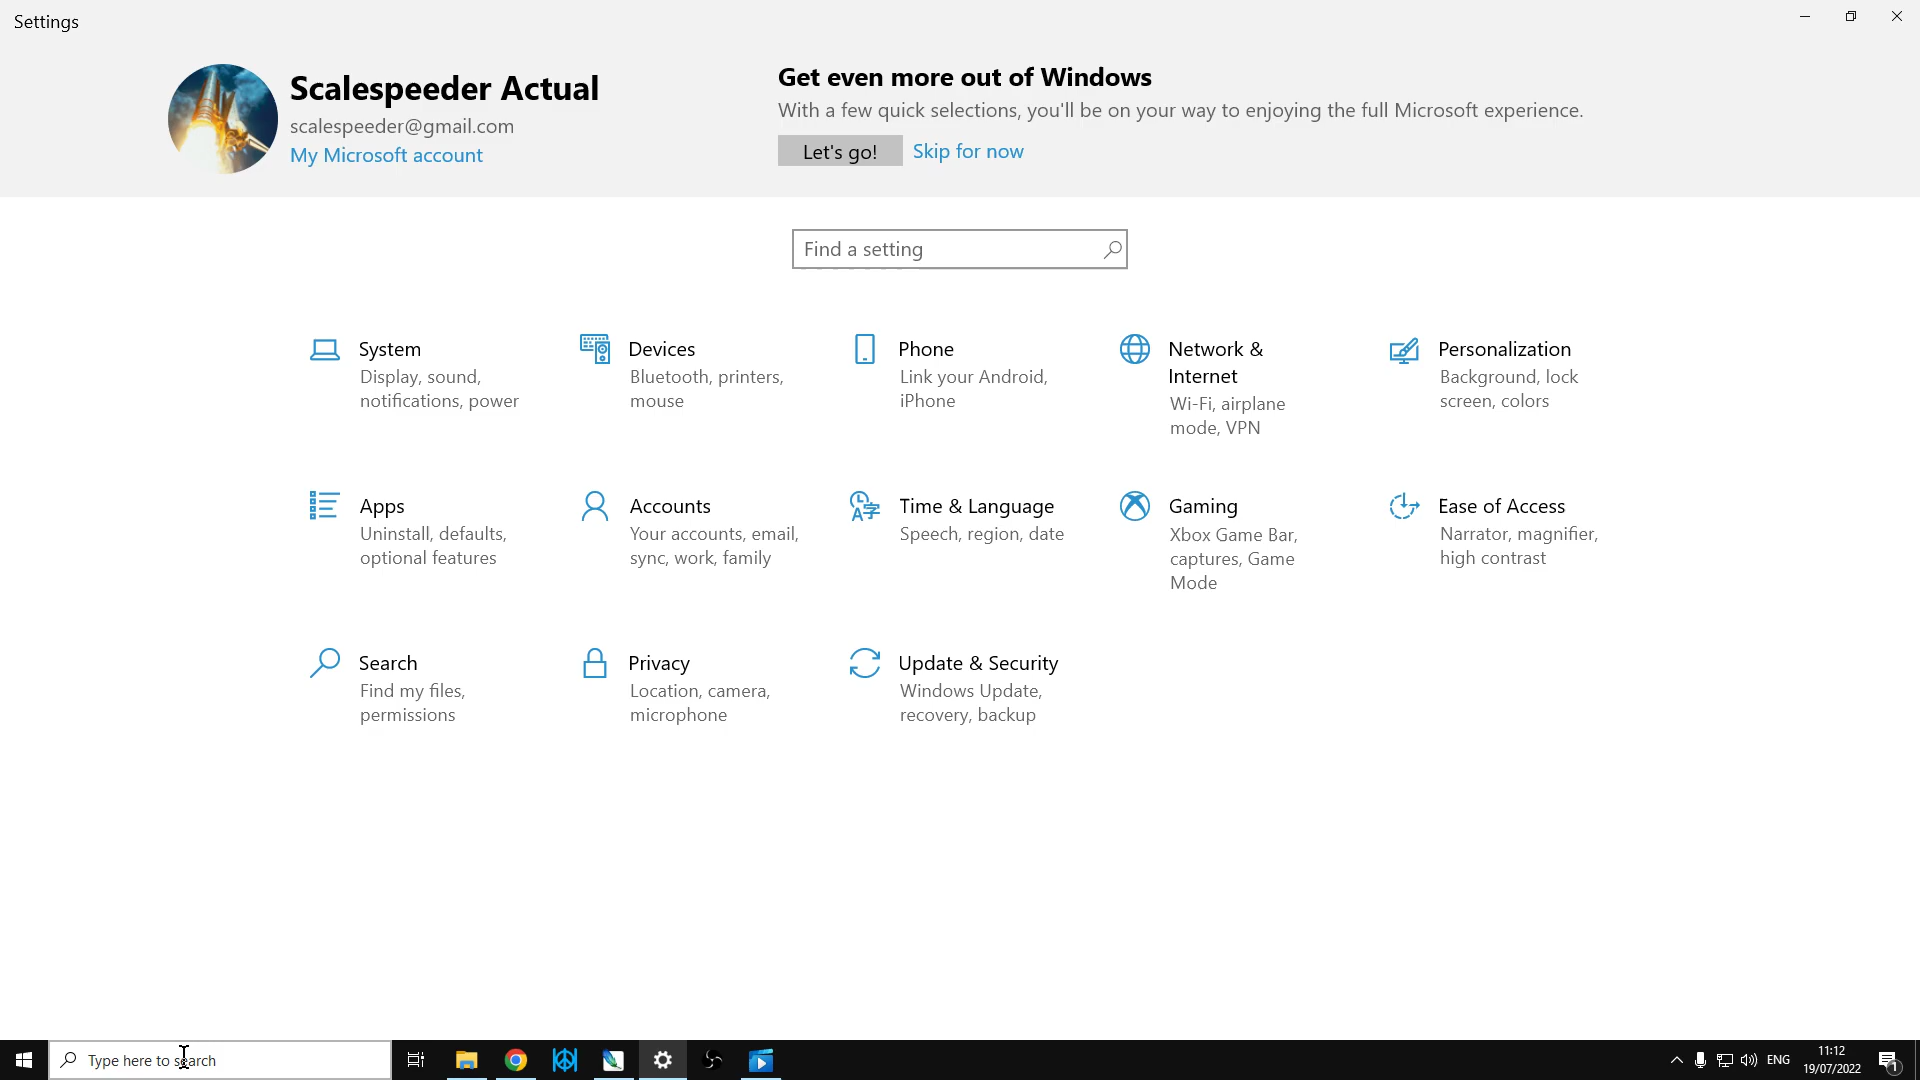 Settings
Scalespeeder Actual
scalespeeder@gmail.com
My Microsoft account
Get even more out of Windows
With a few quick selections, you'll be on your way to enjoying the full Microsoft experience.
Let's go!
Skip for now
Find a setting
System
Display, sound,
notifications, power
Devices
Bluetooth, printers,
mouse
Phone
Link your Android,
iPhone
Network &
Internet
Wi-Fi, airplane
mode, VPN
Personalization
Background, lock
screen, colors
Apps
Uninstall, defaults,
optional features
Accounts
Your accounts, email,
sync, work, family
Time & Language
Speech, region, date
Gaming
Xbox Game Bar,
captures, Game
Mode
Ease of Access
Narrator, magnifier,
high contrast
Search
Find my files,
permissions
Privacy
Location, camera,
microphone
Update & Security
Windows Update,
recovery, backup
Type here to search
ENG
11:12
19/07/2022
1